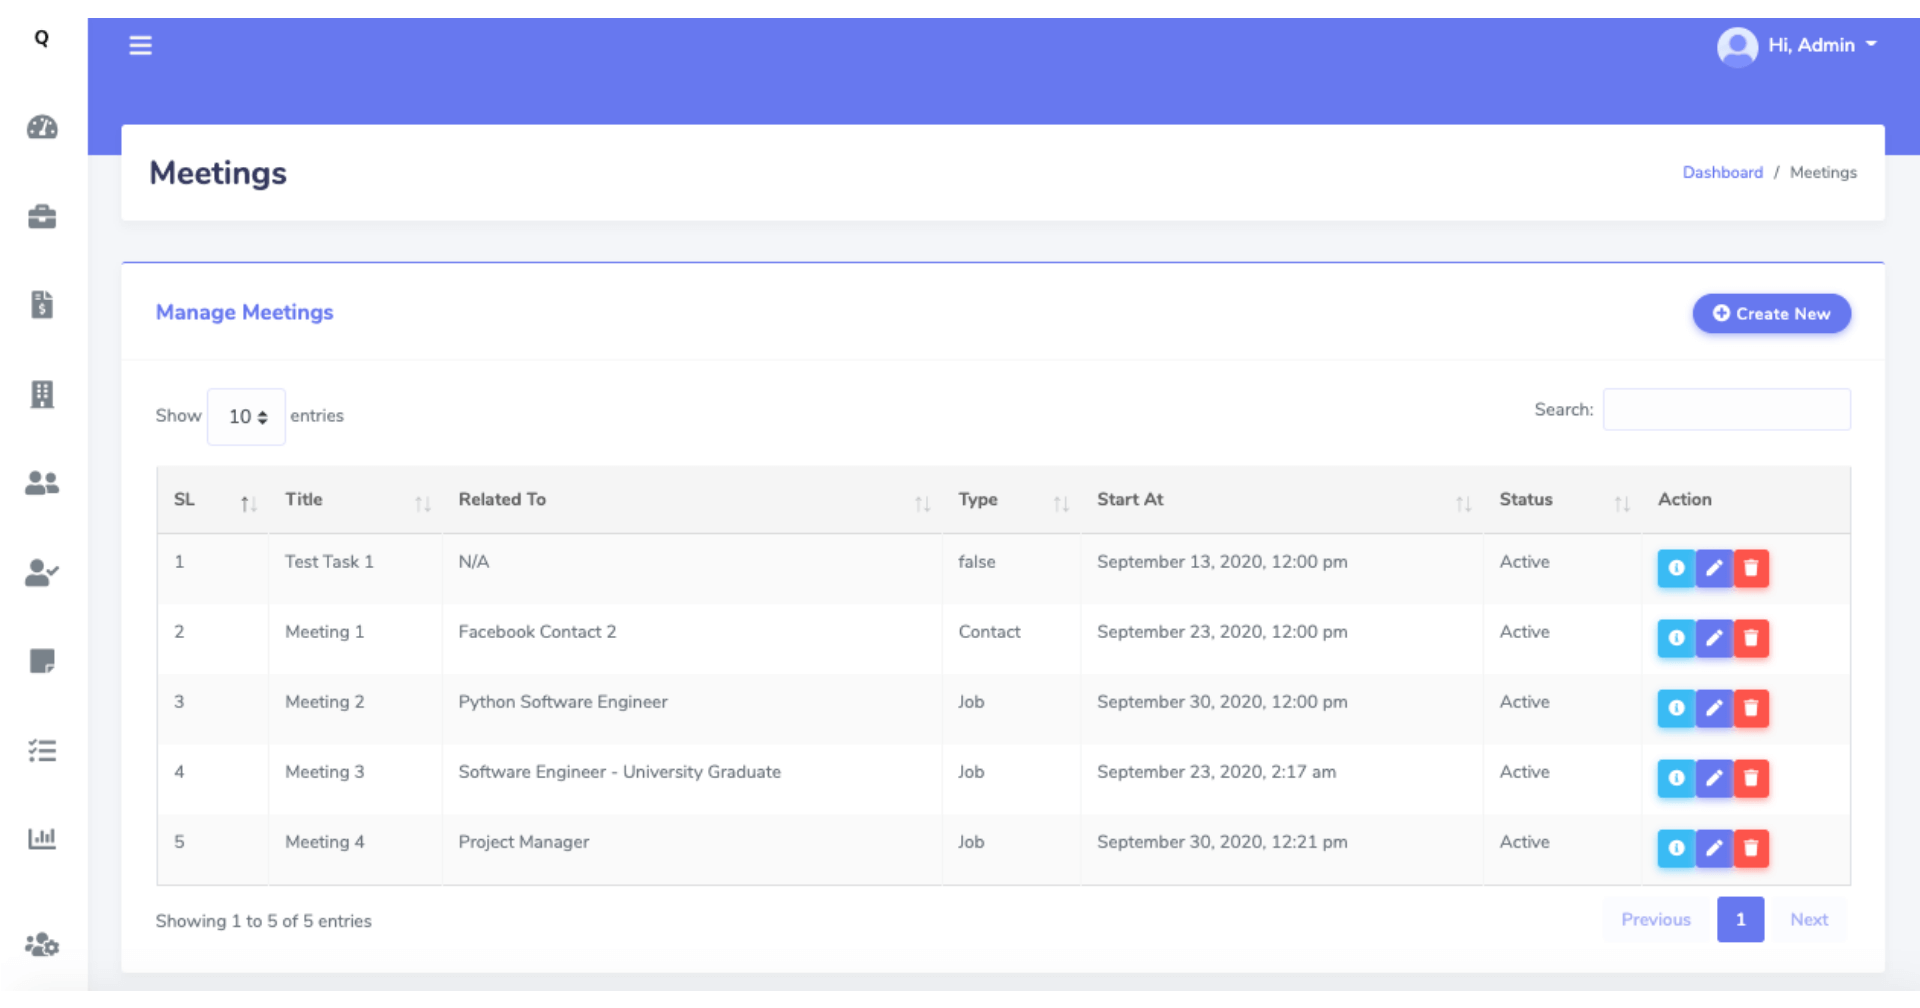 Q
Hi, Admin
Meetings
Dashboard / Meetings
Manage Meetings
Create New
Show 10 entries
Search:
SL Title Related To Type Start At Status Action
1 Test Task 1 N/A false September 13, 2020, 12:00 pm Active
2 Meeting 1 Facebook Contact 2 Contact September 23, 2020, 12:00 pm Active
3 Meeting 2 Python Software Engineer Job September 30, 2020, 12:00 pm Active
4 Meeting 3 Software Engineer - University Graduate Job September 23, 2020, 2:17 am Active
5 Meeting 4 Project Manager Job September 30, 2020, 12:21 pm Active
Showing 1 to 5 of 5 entries
Previous 1 Next